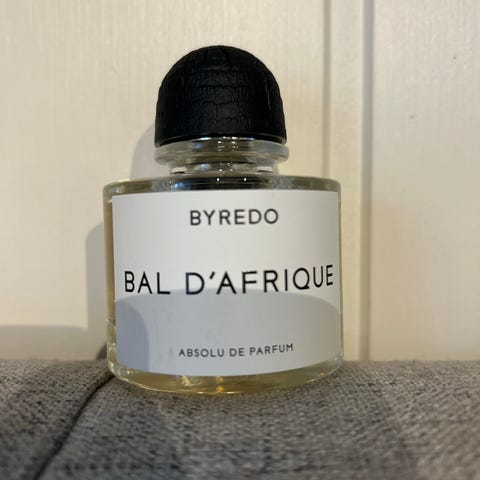 BYREDO
BAL D'AFRIQUE
ABSOLU DE PARFUM